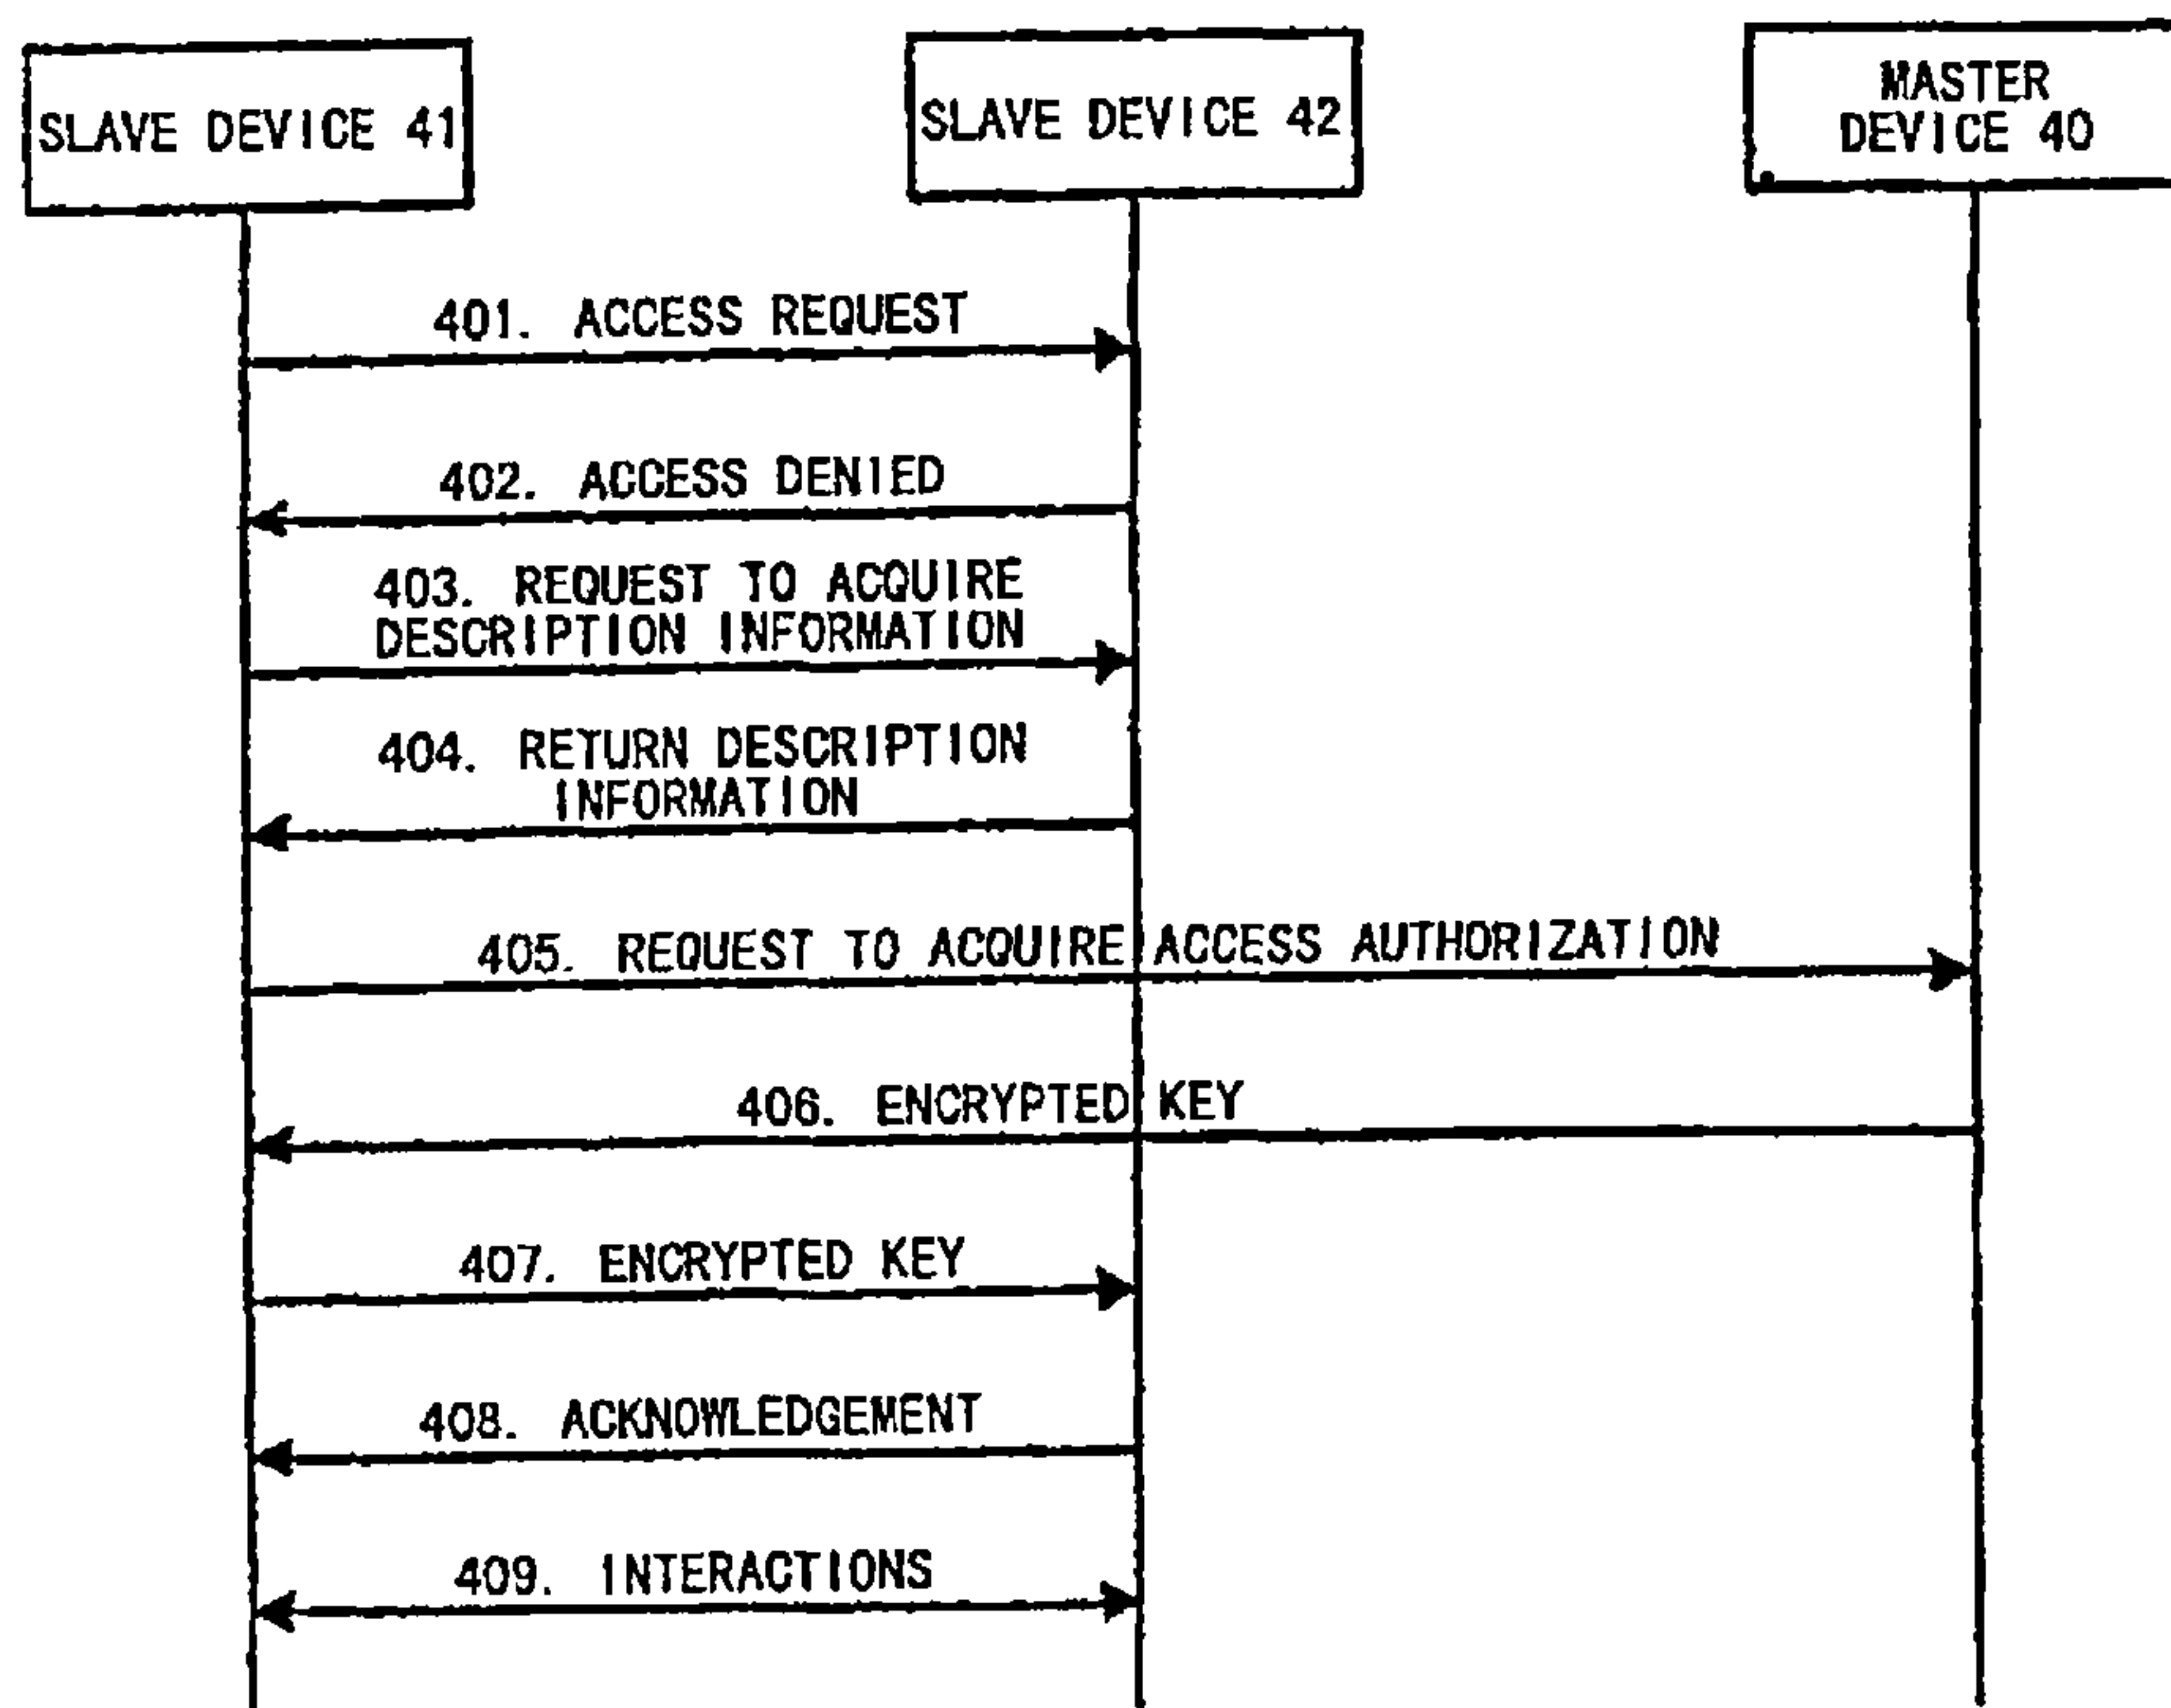 SLAVE DEVICE 41
SLAVE DEVICE 42
MASTER
DEVICE 40
401. ACCESS REQUEST
402. ACCESS DENIED
403. REQUEST TO ACQUIRE
DESCRIPTION INFORMATION
404. RETURN DESCRIPTION
INFORMATION
405. REQUEST TO ACQUIRE ACCESS AUTHORIZATION
406. ENCRYPTED KEY
407. ENCRYPTED KEY
408. ACKNOWLEDGEMENT
409. INTERACTIONS